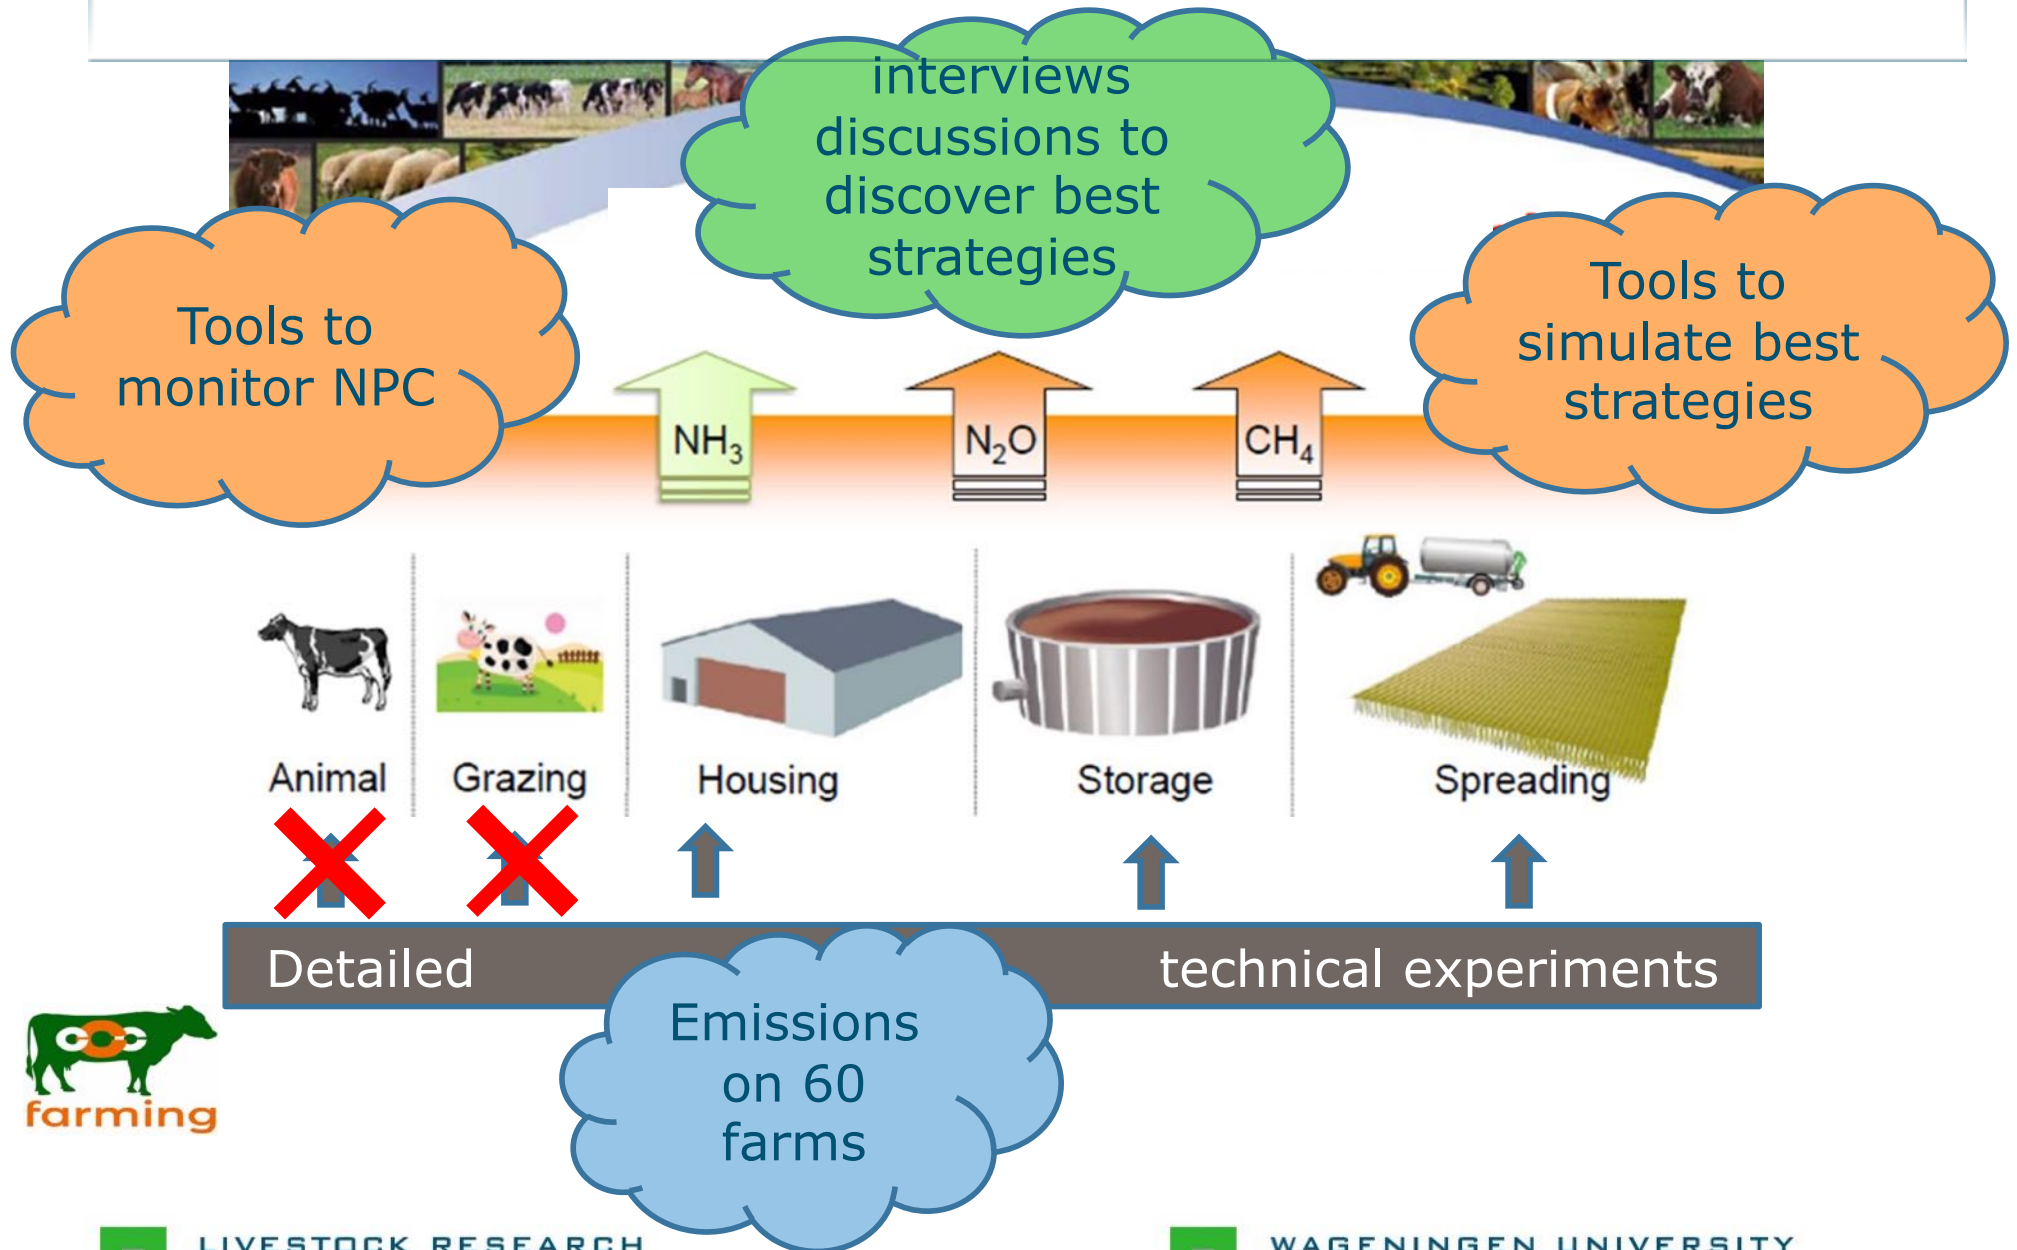 interviews
discussions to
discover best
strategies
Tools to
monitor NPC
Tools to
simulate best
strategies
NH₃
N₂O
CH₄
Animal
Grazing
Housing
Storage
Spreading
Detailed technical experiments
Emissions
on 60
farms
CCC
farming
LIVESTOCK RESEARCH
WAGENINGEN UNIVERSITY